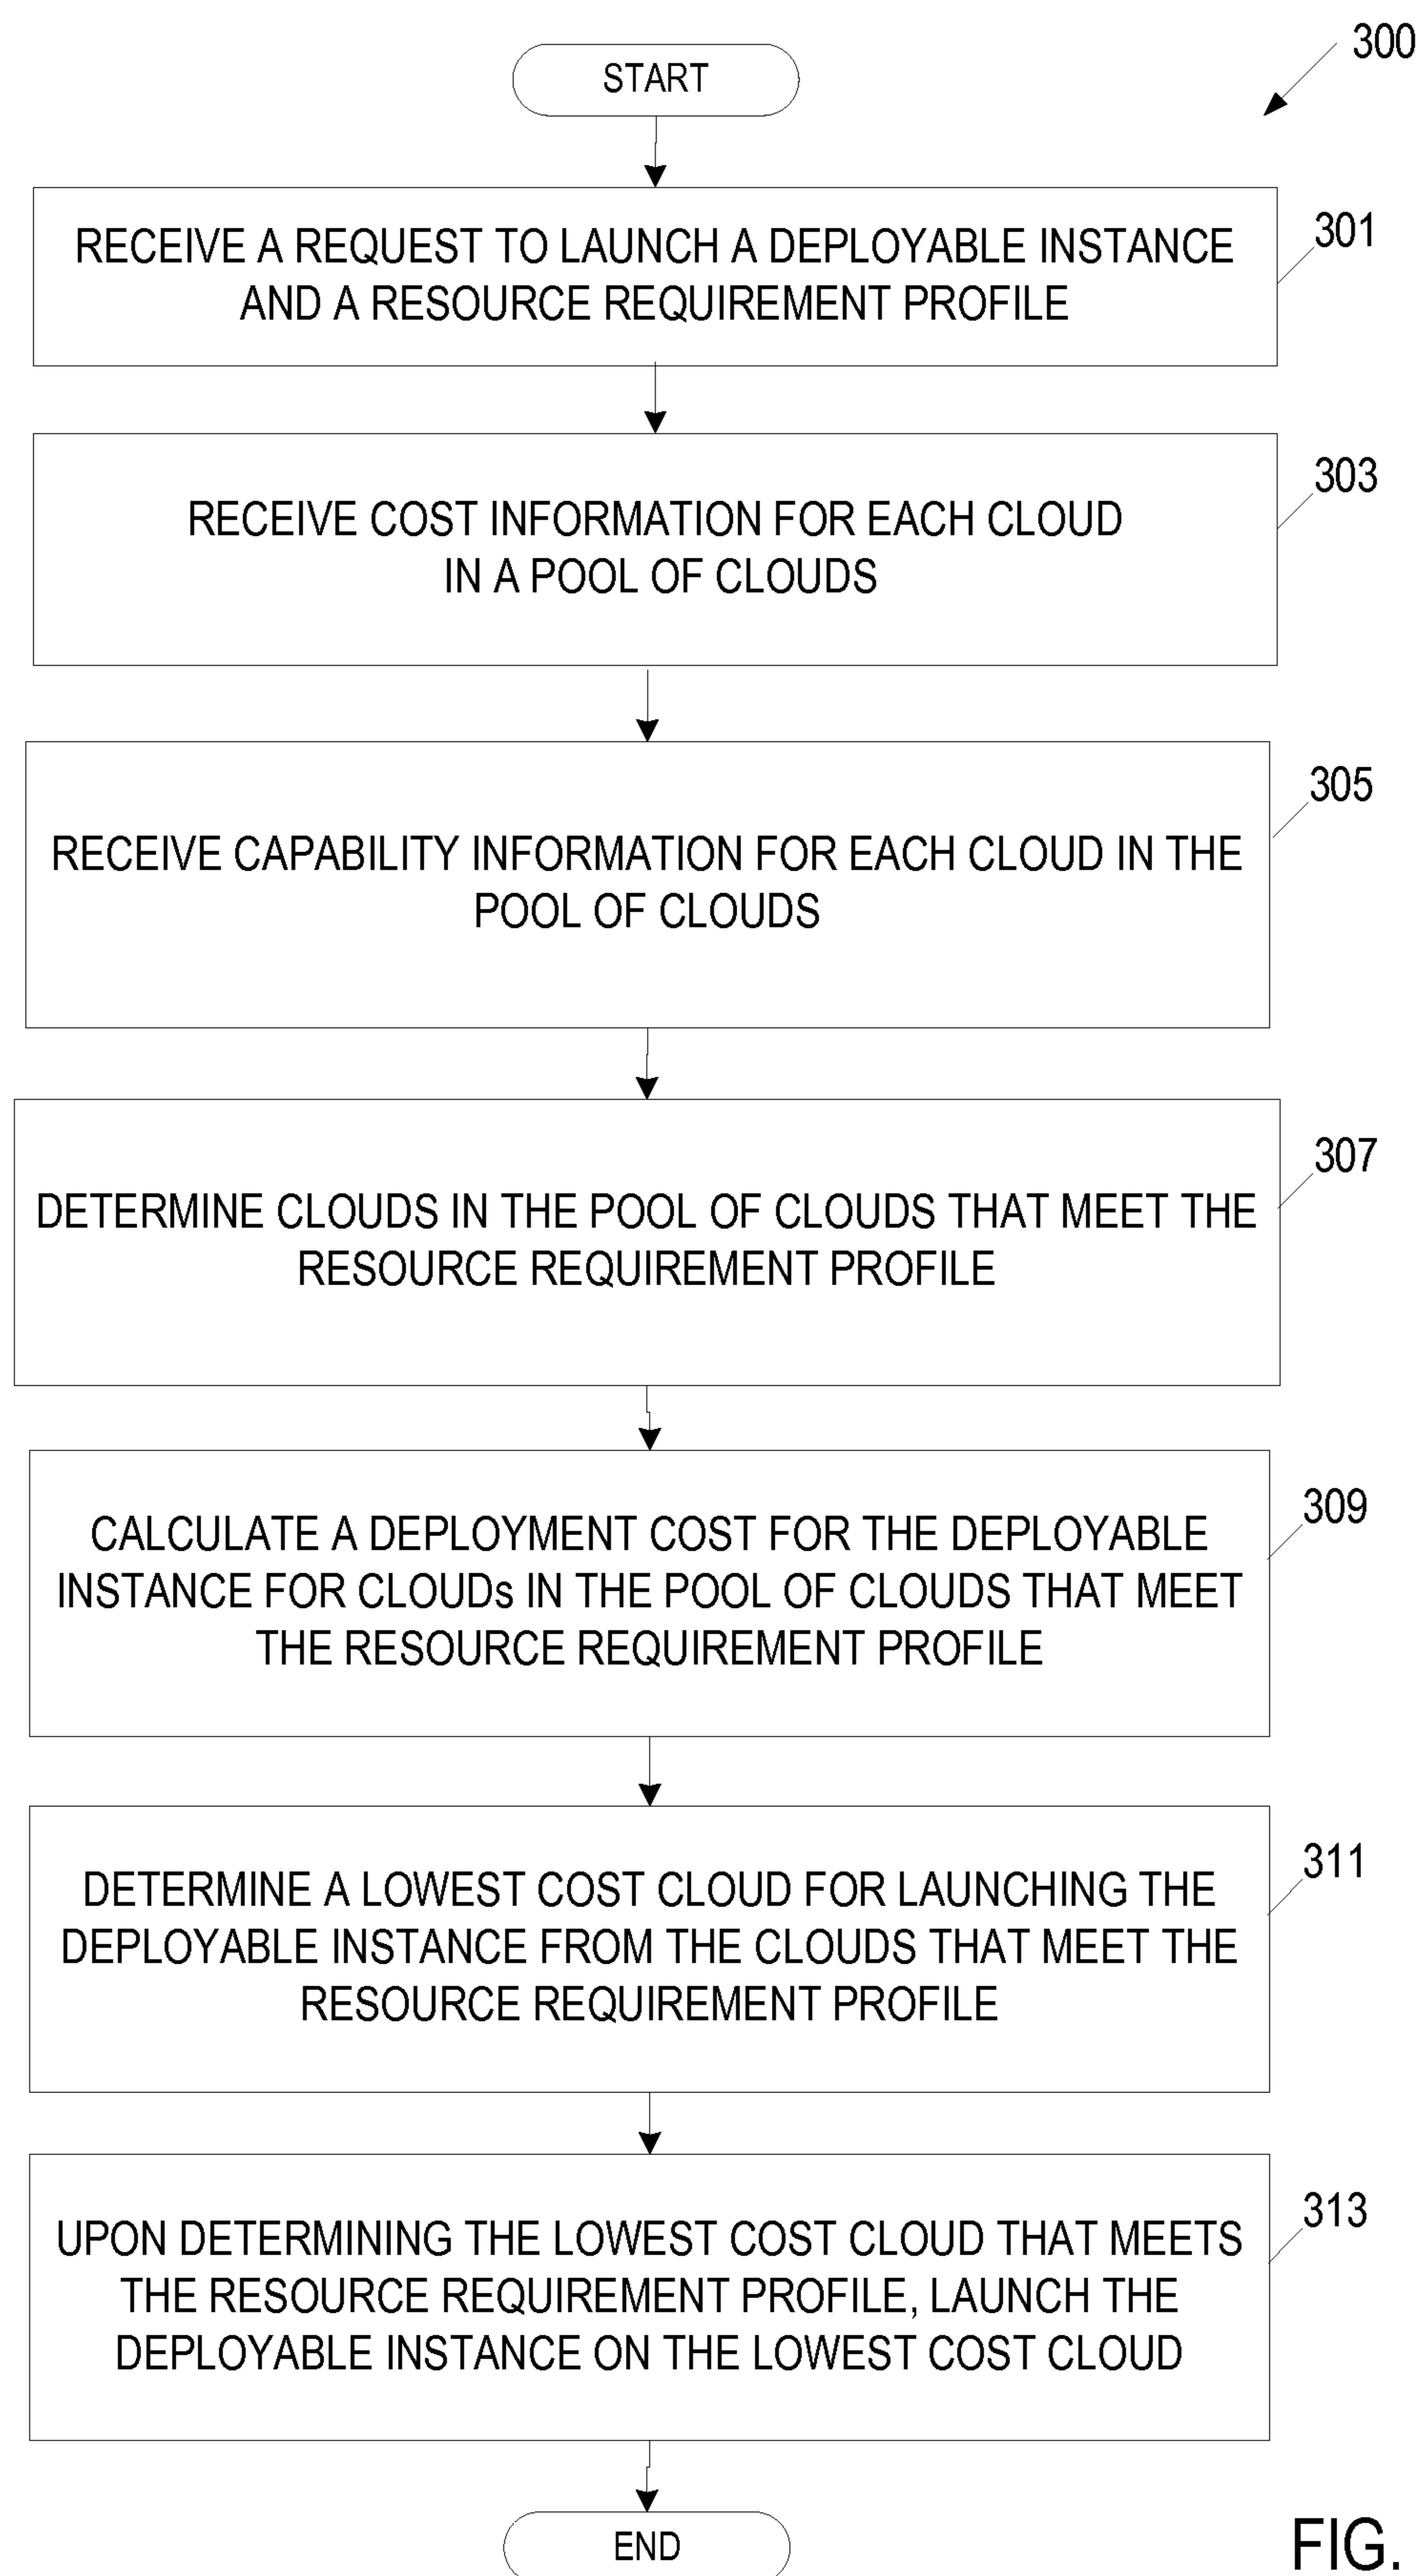 300
START
301
RECEIVE A REQUEST TO LAUNCH A DEPLOYABLE INSTANCE
AND A RESOURCE REQUIREMENT PROFILE
303
RECEIVE COST INFORMATION FOR EACH CLOUD
IN A POOL OF CLOUDS
305
RECEIVE CAPABILITY INFORMATION FOR EACH CLOUD IN THE
POOL OF CLOUDS
307
DETERMINE CLOUDS IN THE POOL OF CLOUDS THAT MEET THE
RESOURCE REQUIREMENT PROFILE
309
CALCULATE A DEPLOYMENT COST FOR THE DEPLOYABLE
INSTANCE FOR CLOUDs IN THE POOL OF CLOUDS THAT MEET
THE RESOURCE REQUIREMENT PROFILE
311
DETERMINE A LOWEST COST CLOUD FOR LAUNCHING THE
DEPLOYABLE INSTANCE FROM THE CLOUDS THAT MEET THE
RESOURCE REQUIREMENT PROFILE
313
UPON DETERMINING THE LOWEST COST CLOUD THAT MEETS
THE RESOURCE REQUIREMENT PROFILE, LAUNCH THE
DEPLOYABLE INSTANCE ON THE LOWEST COST CLOUD
END
FIG.